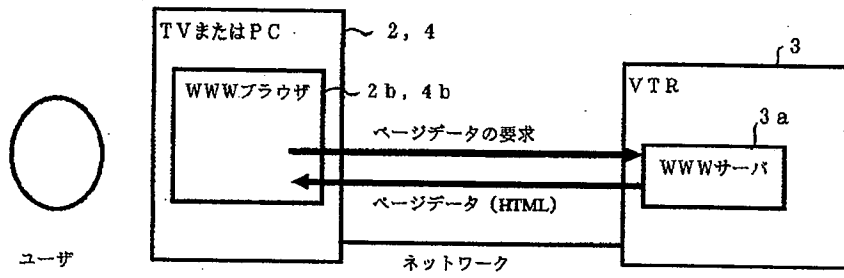 TVまたはPC
2, 4
WWWブラウザ
2b, 4b
ページデータの要求
ページデータ (HTML)
ネットワーク
ユーザ
3
VTR
3a
WWWサーバ